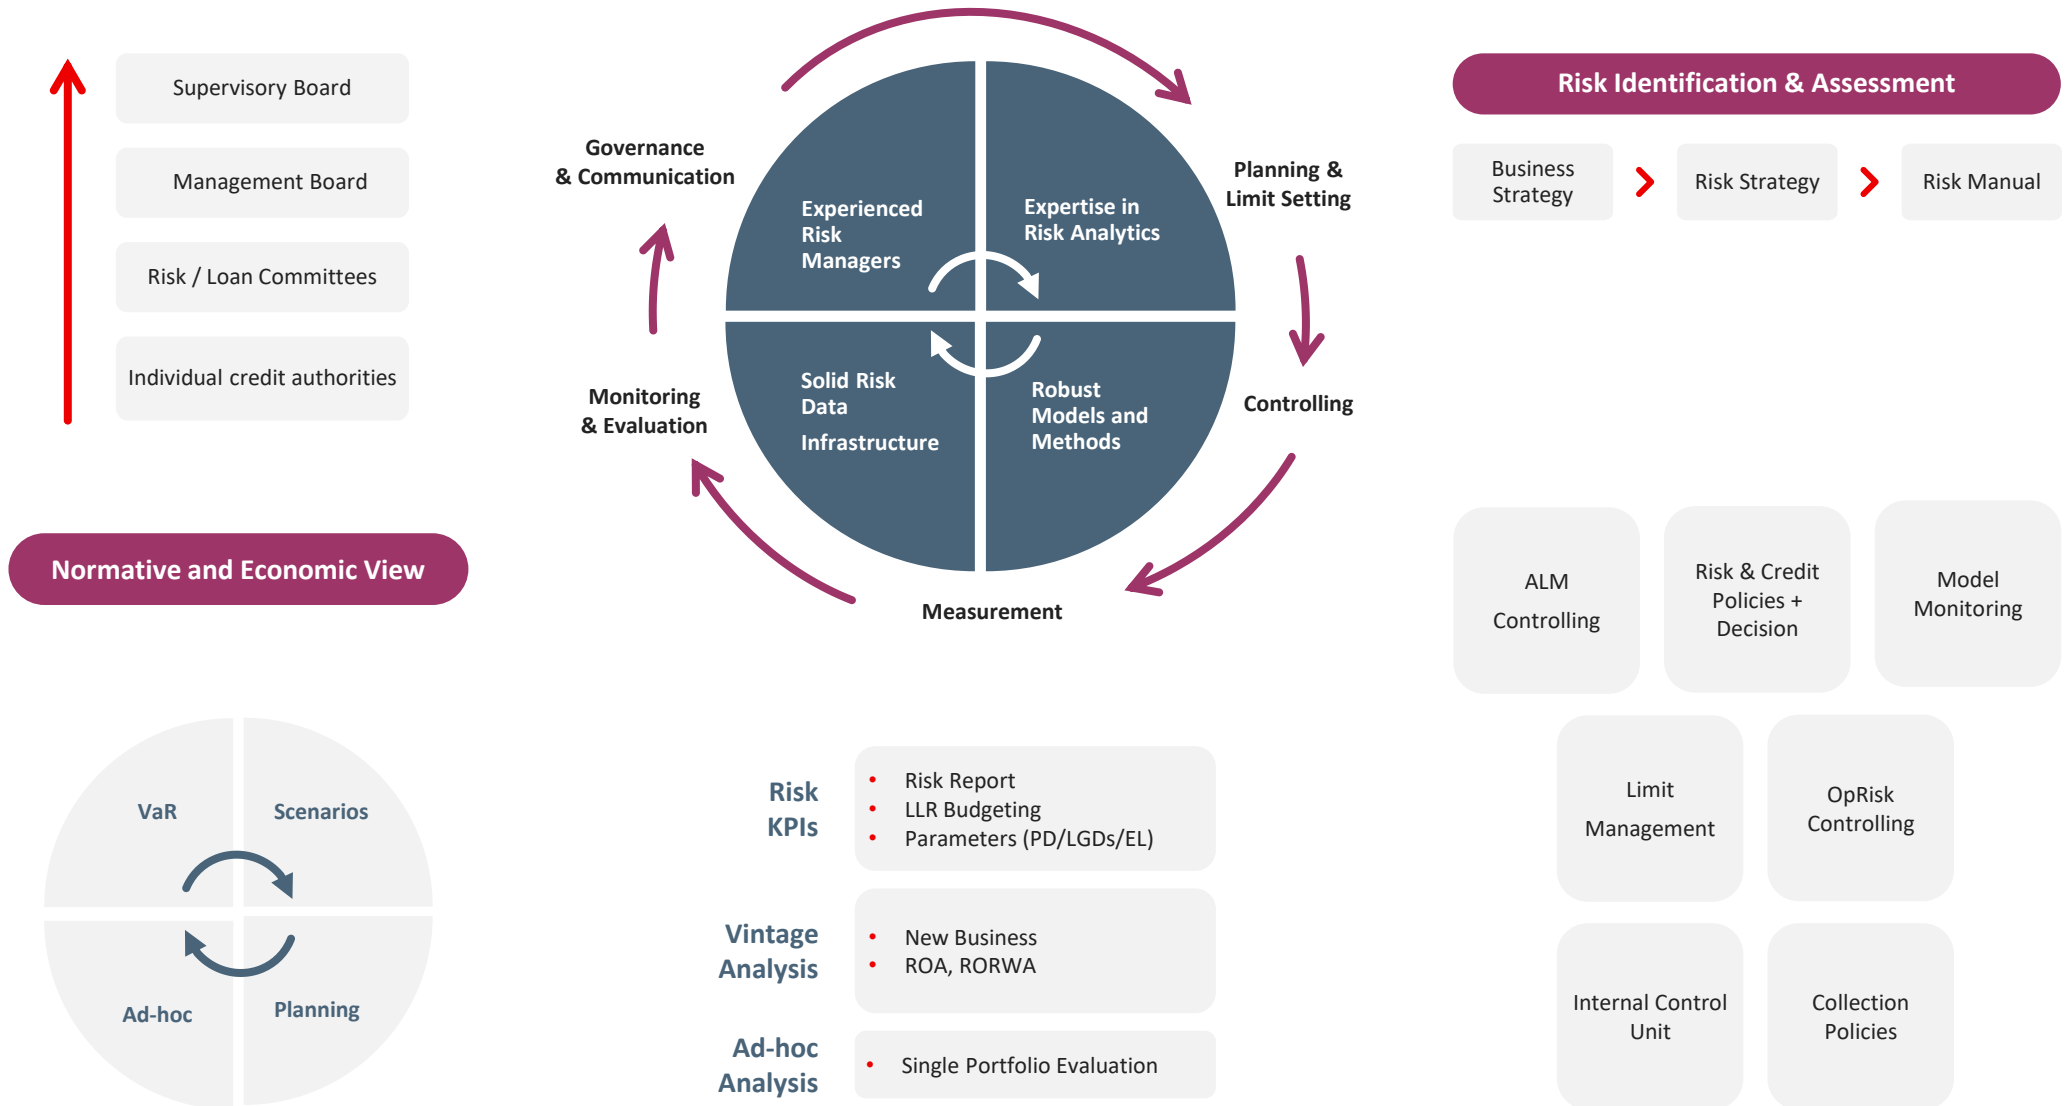 Supervisory Board
Management Board
Risk / Loan Committees
Individual credit authorities
Governance
& Communication
Planning &
Limit Setting
Controlling
Measurement
Monitoring
& Evaluation
Experienced
Risk
Managers
Expertise in
Risk Analytics
Solid Risk
Data
Infrastructure
Robust
Models and
Methods
Risk Identification & Assessment
Business
Strategy
Risk Strategy
Risk Manual
Normative and Economic View
VaR
Scenarios
Ad-hoc
Planning
Risk
KPIs
• Risk Report
• LLR Budgeting
• Parameters (PD/LGDs/EL)
Vintage
Analysis
• New Business
• ROA, RORWA
Ad-hoc
Analysis
• Single Portfolio Evaluation
ALM
Controlling
Risk & Credit
Policies +
Decision
Model
Monitoring
Limit
Management
OpRisk
Controlling
Internal Control
Unit
Collection
Policies